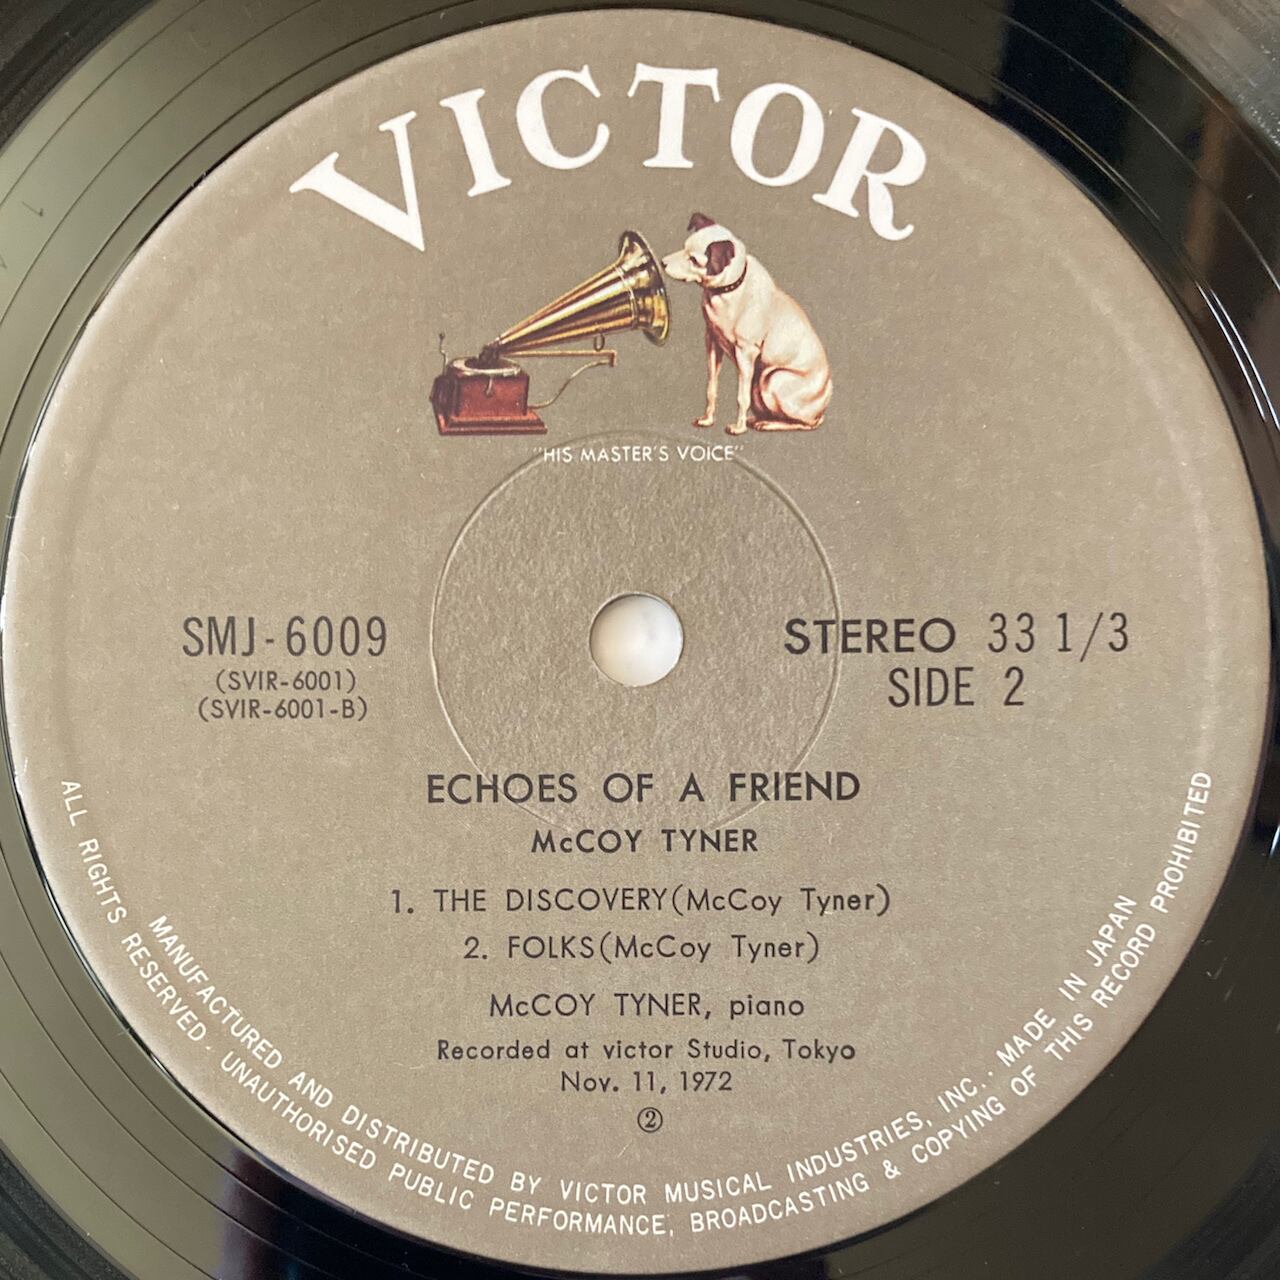 VICTOR
"HIS MASTER'S VOICE"
SMJ-6009
(SVIR-6001)
(SVIR-6001-B)
STEREO 33 1/3
SIDE 2
ECHOES OF A FRIEND
McCOY TYNER
1. THE DISCOVERY(McCoy Tyner)
2. FOLKS(McCoy Tyner)
McCOY TYNER, piano
Recorded at victor Studio, Tokyo
Nov. 11, 1972
②
MANUFACTURED AND DISTRIBUTED BY VICTOR MUSICAL INDUSTRIES, INC.. MADE IN JAPAN
ALL RIGHTS RESERVED. UNAUTHORISED PUBLIC PERFORMANCE, BROADCASTING & COPYING OF THIS RECORD PROHIBITED